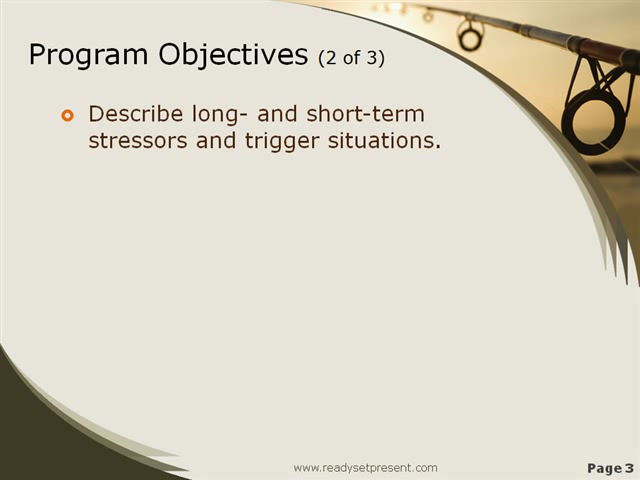 Program Objectives (2 of 3)
Describe long- and short-term
stressors and trigger situations.
www.readysetpresent.com
Page 3